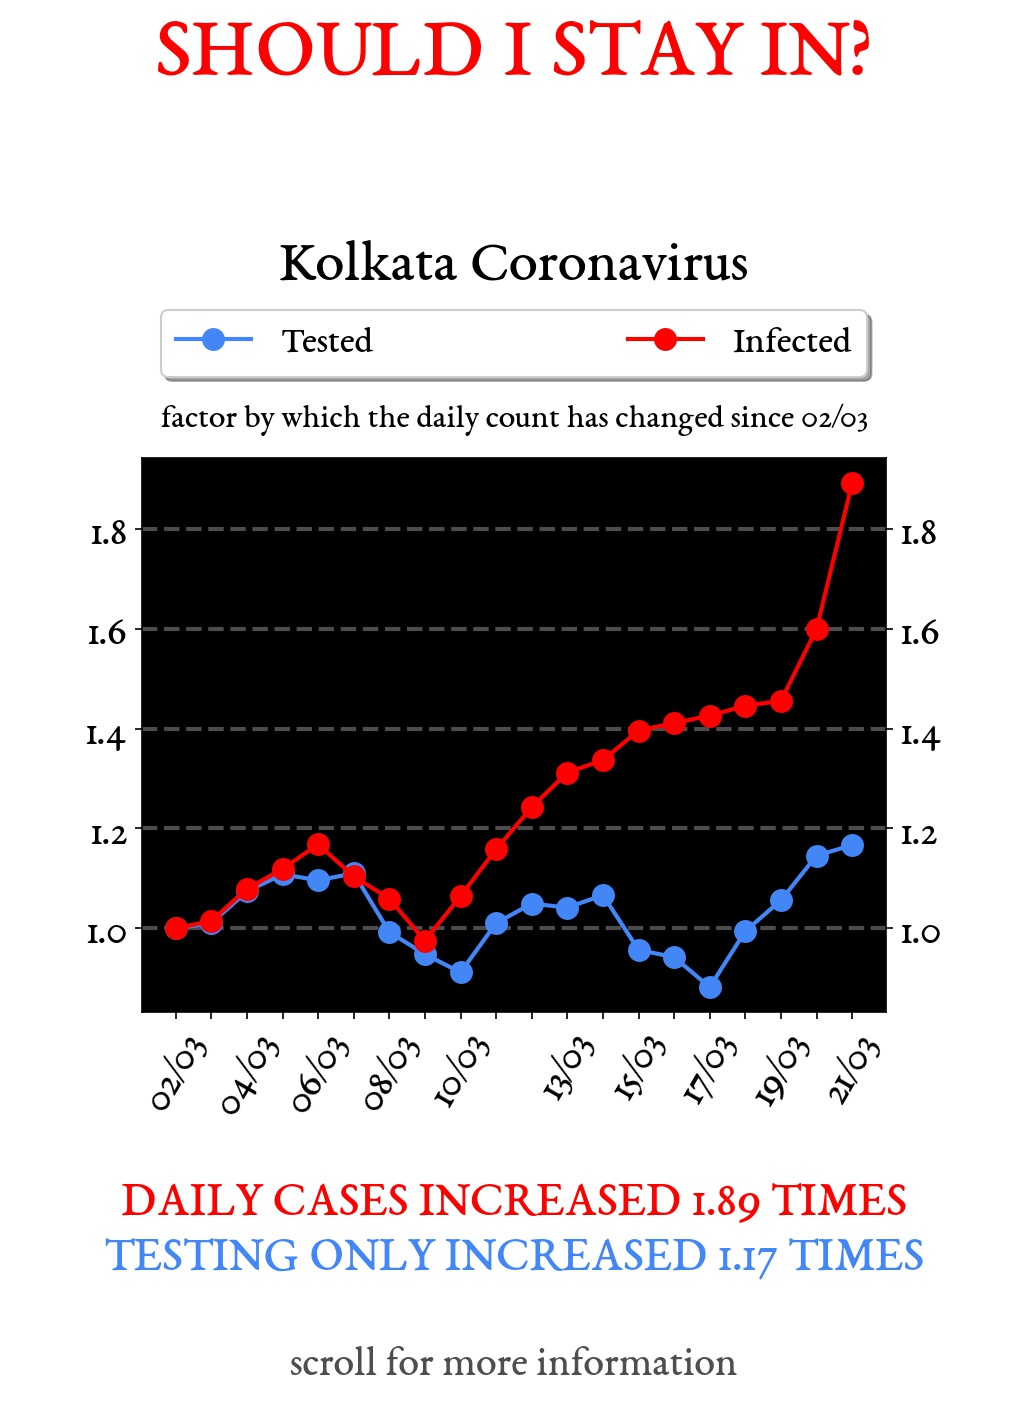 SHOULD I STAY IN?
Kolkata Coronavirus
Tested Infected
factor by which the daily count has changed since 02/03
1.8 1.8
1.6 1.6
1.4 1.4
1.2 1.2
1.0 1.0
02/03 04/03 06/03 08/03 10/03 13/03 15/03 17/03 19/03 21/03
DAILY CASES INCREASED 1.89 TIMES
TESTING ONLY INCREASED 1.17 TIMES
scroll for more information